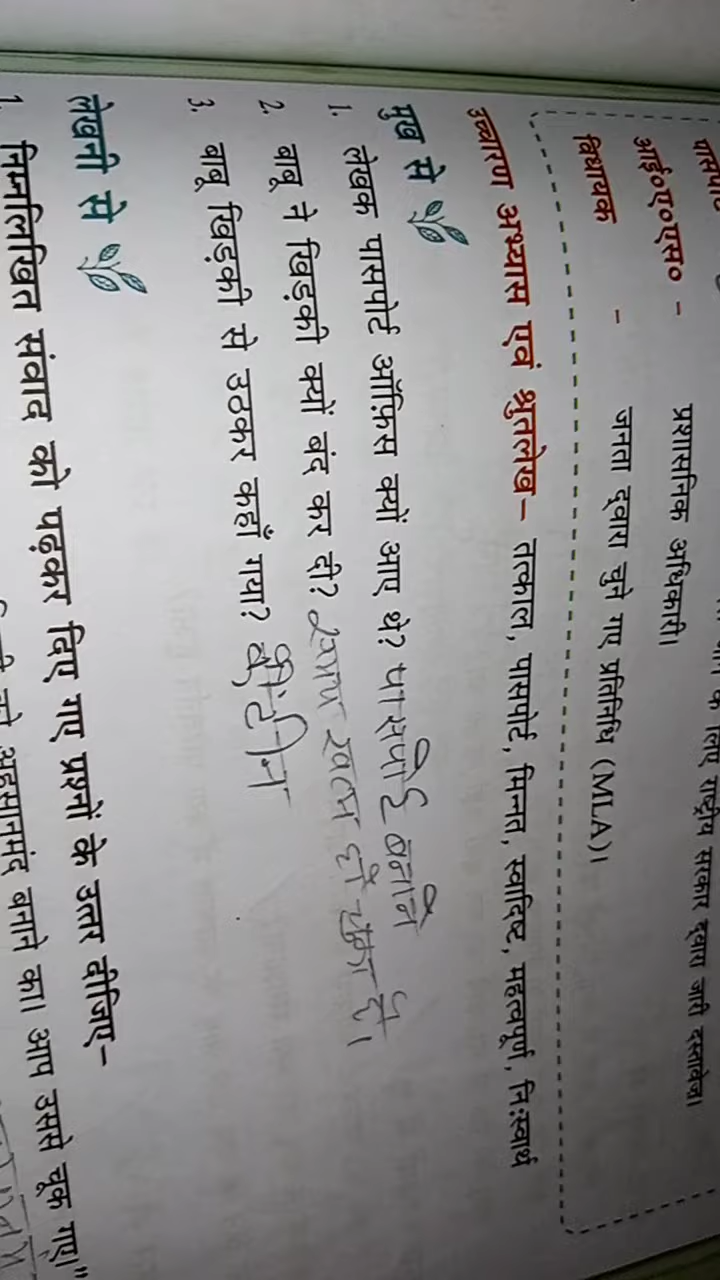 के लिए राष्ट्रीय सरकार द्वारा जारी दस्तावेज़।
आई०ए०एस० - प्रशासनिक अधिकारी।
विधायक - जनता द्वारा चुने गए प्रतिनिधि (MLA)।
उच्चारण अभ्यास एवं श्रुतलेख– तत्काल, पासपोर्ट, मिनत, स्वादिष्ट, महत्वपूर्ण, निःस्वार्थ
मुख से
1. लेखक पासपोर्ट ऑफ़िस क्यों आए थे? पासपोर्ट बनाने
2. बाबू ने खिड़की क्यों बंद कर दी? खत्म हो चुका है।
3. बाबू खिड़की से उठकर कहाँ गया? कैंटीन
लेखनी से
1. निम्नलिखित संवाद को पढ़कर दिए गए प्रश्नों के उत्तर दीजिए–
अहसानमंद बनाने का। आप उससे चूक गए।"